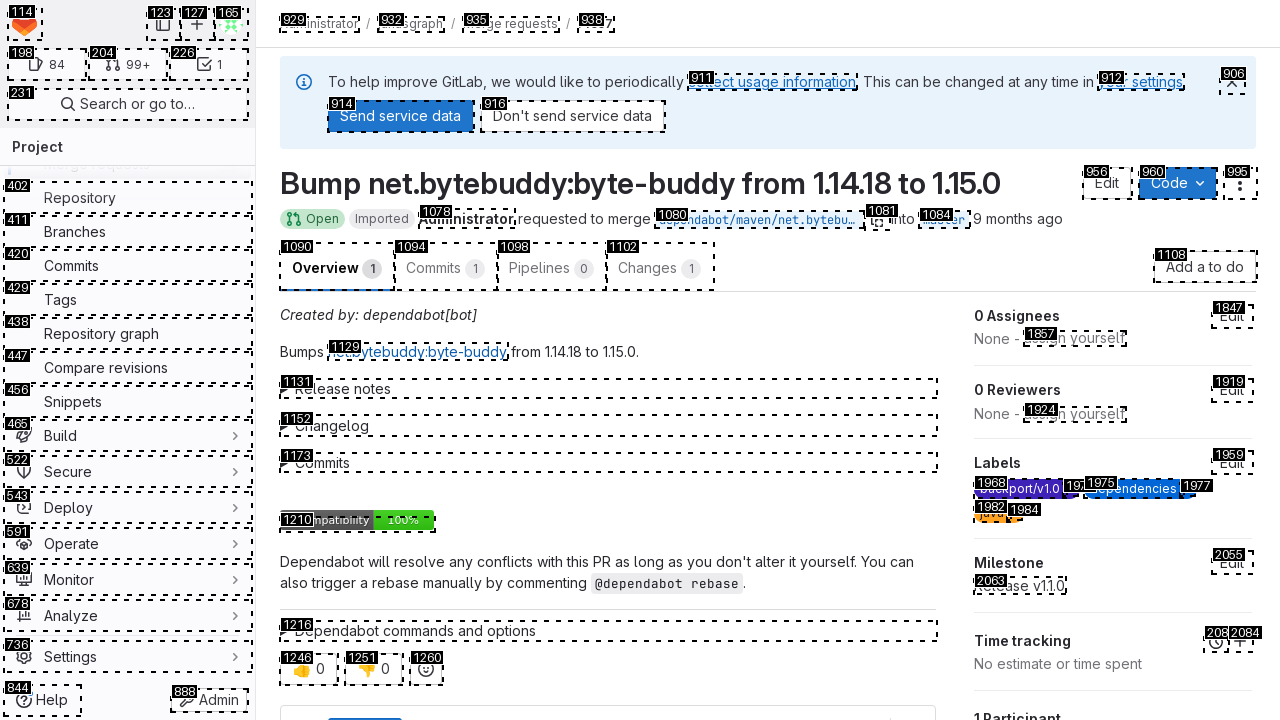 114
123
127
165
198
84
204
99+
226
1
231
Search or go to…
Project
402
Repository
411
Branches
420
Commits
429
Tags
438
Repository graph
447
Compare revisions
456
Snippets
465
Build
522
Secure
543
Deploy
591
Operate
639
Monitor
678
Analyze
736
Settings
844
Help
888
Admin
929
932
935
938
/
/
Merge requests
/
To help improve GitLab, we would like to periodically 911 collect usage information. This can be changed at any time in 912 your settings.
906
914
Send service data
916
Don't send service data
Bump net.bytebuddy:byte-buddy from 1.14.18 to 1.15.0
956
Edit
960
Code
995
Open
Imported
1078
Administrator requested to merge
1080
dependabot/maven/net.bytebu…
1081
into
1084
master
9 months ago
1090
Overview 1
1094
Commits 1
1098
Pipelines 0
1102
Changes 1
1108
Add a to do
Created by: dependabot[bot]
Bumps 1129 net.bytebuddy:byte-buddy from 1.14.18 to 1.15.0.
1131
Release notes
1152
Changelog
1173
Commits
1210
compatibility 100%
Dependabot will resolve any conflicts with this PR as long as you don't alter it yourself. You can
also trigger a rebase manually by commenting @dependabot rebase.
1216
Dependabot commands and options
1246
0
1251
0
1260
0 Assignees
1847
Edit
None - 1857 assign yourself
0 Reviewers
1919
Edit
None - 1924 assign yourself
Labels
1959
Edit
1968
backport/v1.0
1975
dependencies
1977
1982
java
1984
Milestone
2055
Edit
2063
Release v1.1.0
Time tracking
2084
No estimate or time spent
1 Participant